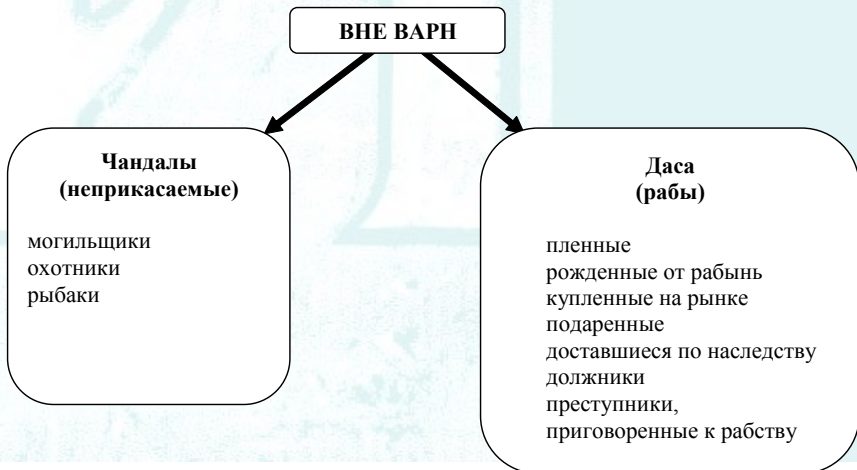 ВНЕ ВАРН
Чандалы
(неприкасаемые)
могильщики
охотники
рыбаки
Даса
(рабы)
пленные
рожденные от рабынь
купленные на рынке
подаренные
доставшиеся по наследству
должники
преступники,
приговоренные к рабству